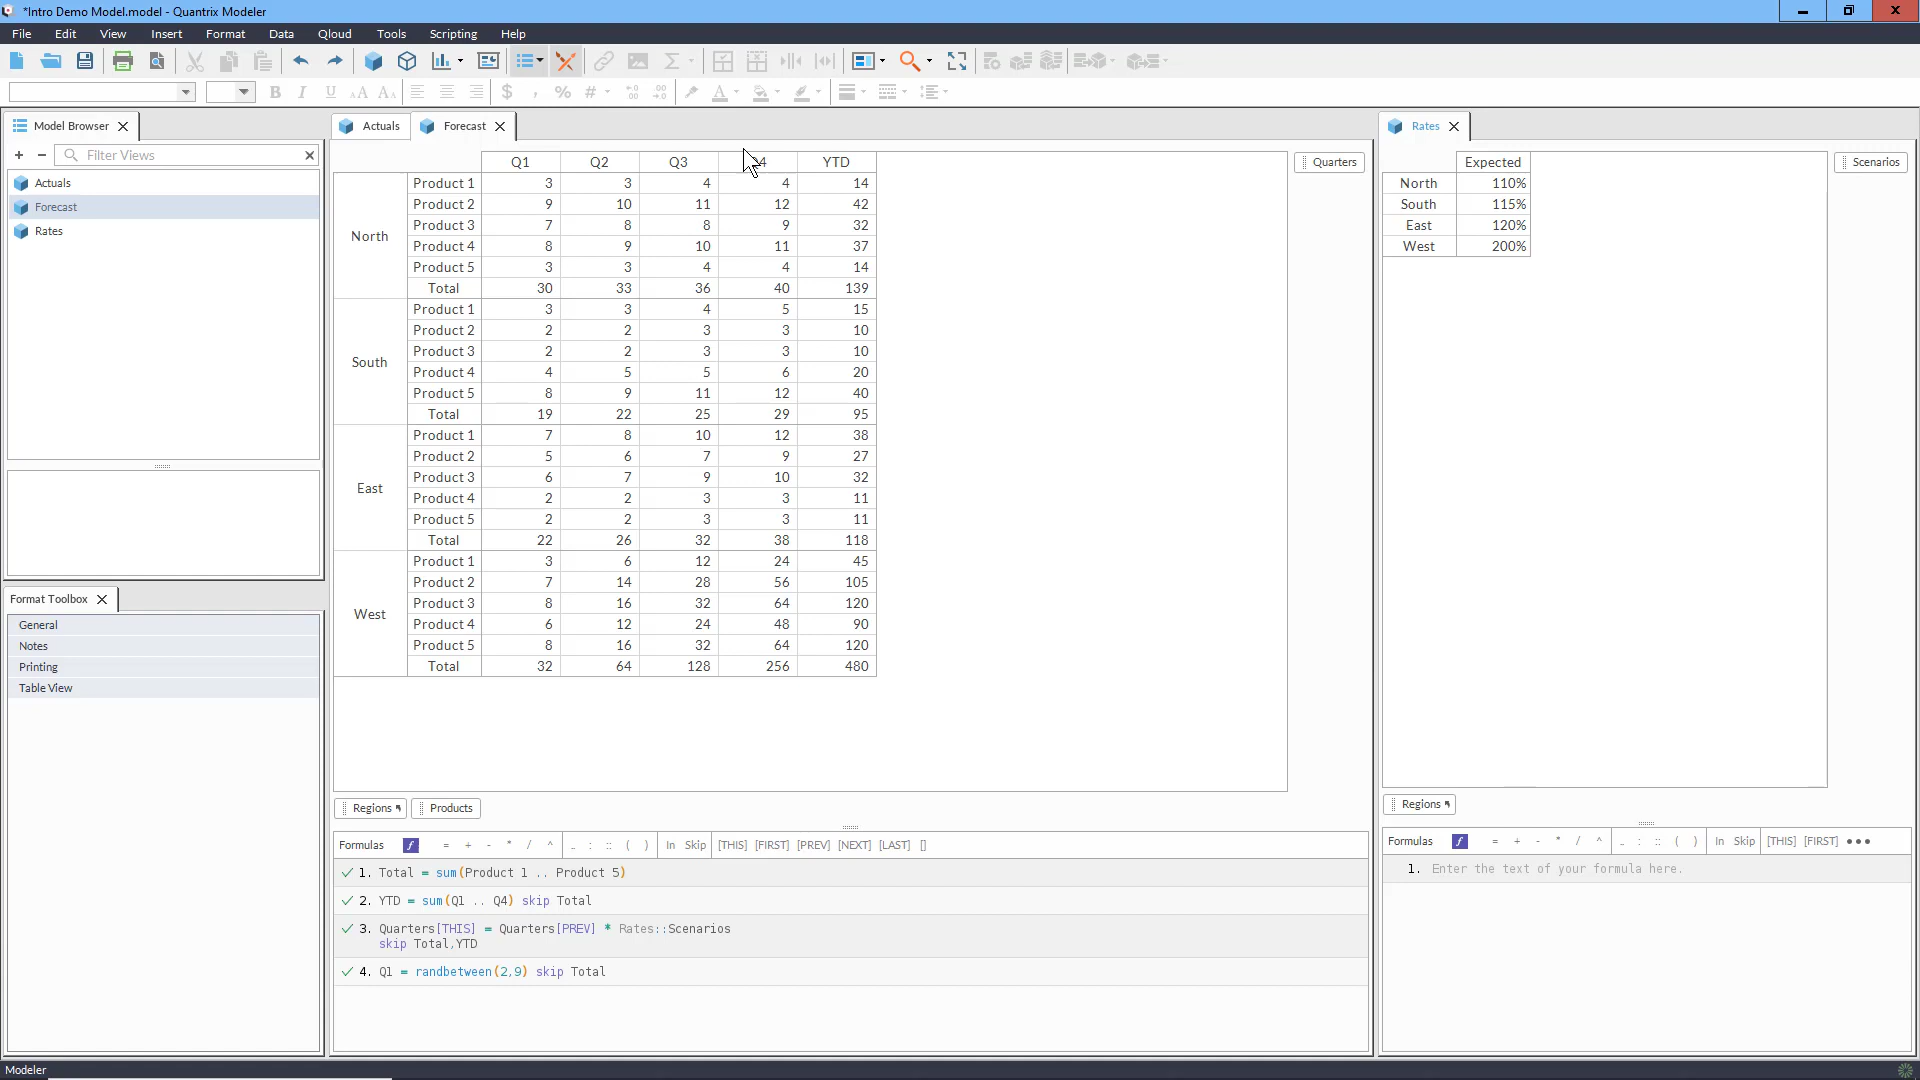 *Intro Demo Model.model - Quantrix Modeler
File Edit View Insert Format Data Qloud Tools Scripting Help
Model Browser
Filter Views
Actuals
Forecast
Rates
Format Toolbox
General
Notes
Printing
Table View
Actuals Forecast
Q1 Q2 Q3 Q4 YTD
North
Product 1 3 3 4 4 14
Product 2 9 10 11 12 42
Product 3 7 8 8 9 32
Product 4 8 9 10 11 37
Product 5 3 3 4 4 14
Total 30 33 36 40 139
South
Product 1 3 3 4 5 15
Product 2 2 2 3 3 10
Product 3 2 2 3 3 10
Product 4 4 5 5 6 20
Product 5 8 9 11 12 40
Total 19 22 25 29 95
East
Product 1 7 8 10 12 38
Product 2 5 6 7 9 27
Product 3 6 7 9 10 32
Product 4 2 2 3 3 11
Product 5 2 2 3 3 11
Total 22 26 32 38 118
West
Product 1 3 6 12 24 45
Product 2 7 14 28 56 105
Product 3 8 16 32 64 120
Product 4 6 12 24 48 90
Product 5 8 16 32 64 120
Total 32 64 128 256 480
Quarters
Regions Products
Formulas f = + - * / ^ .. : :: ( ) In Skip [THIS] [FIRST] [PREV] [NEXT] [LAST] []
1. Total = sum(Product 1 .. Product 5)
2. YTD = sum(Q1 .. Q4) skip Total
3. Quarters[THIS] = Quarters[PREV] * Rates::Scenarios
skip Total,YTD
4. Q1 = randbetween(2,9) skip Total
Rates
Expected
North 110%
South 115%
East 120%
West 200%
Scenarios
Regions
Formulas f = + - * / ^ .. : :: ( ) In Skip [THIS] [FIRST]
1. Enter the text of your formula here.
Modeler